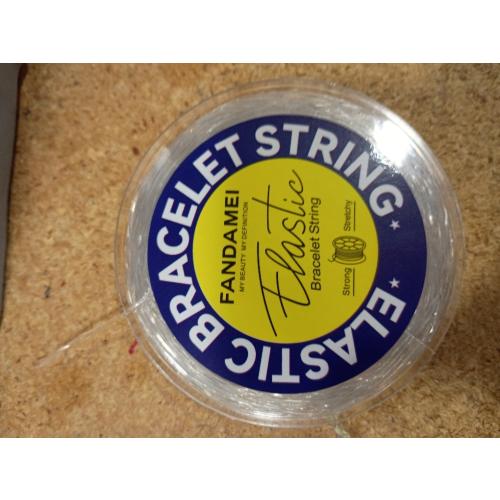 ELASTIC BRACELET STRING
FANDAMEI
MY BEAUTY MY DEFINITION
Elastic
Bracelet String
Strong Stretchy